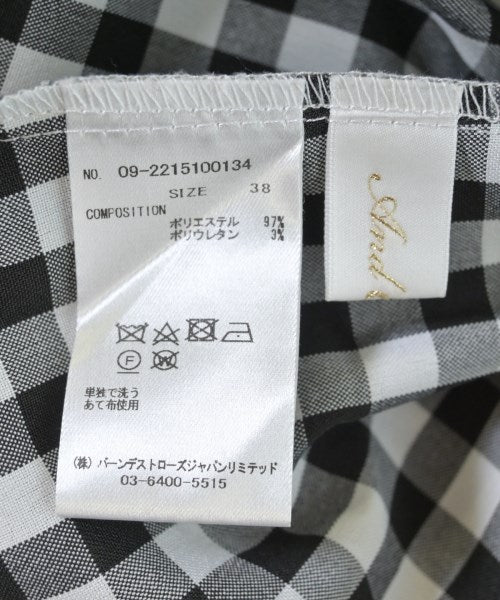 NO. 09-2215100134
SIZE 38
COMPOSITION
ポリエステル 97%
ポリウレタン 3%
F W
単独で洗う
あて布使用
(株) バーンデストローズジャパンリミテッド
03-6400-5515
And